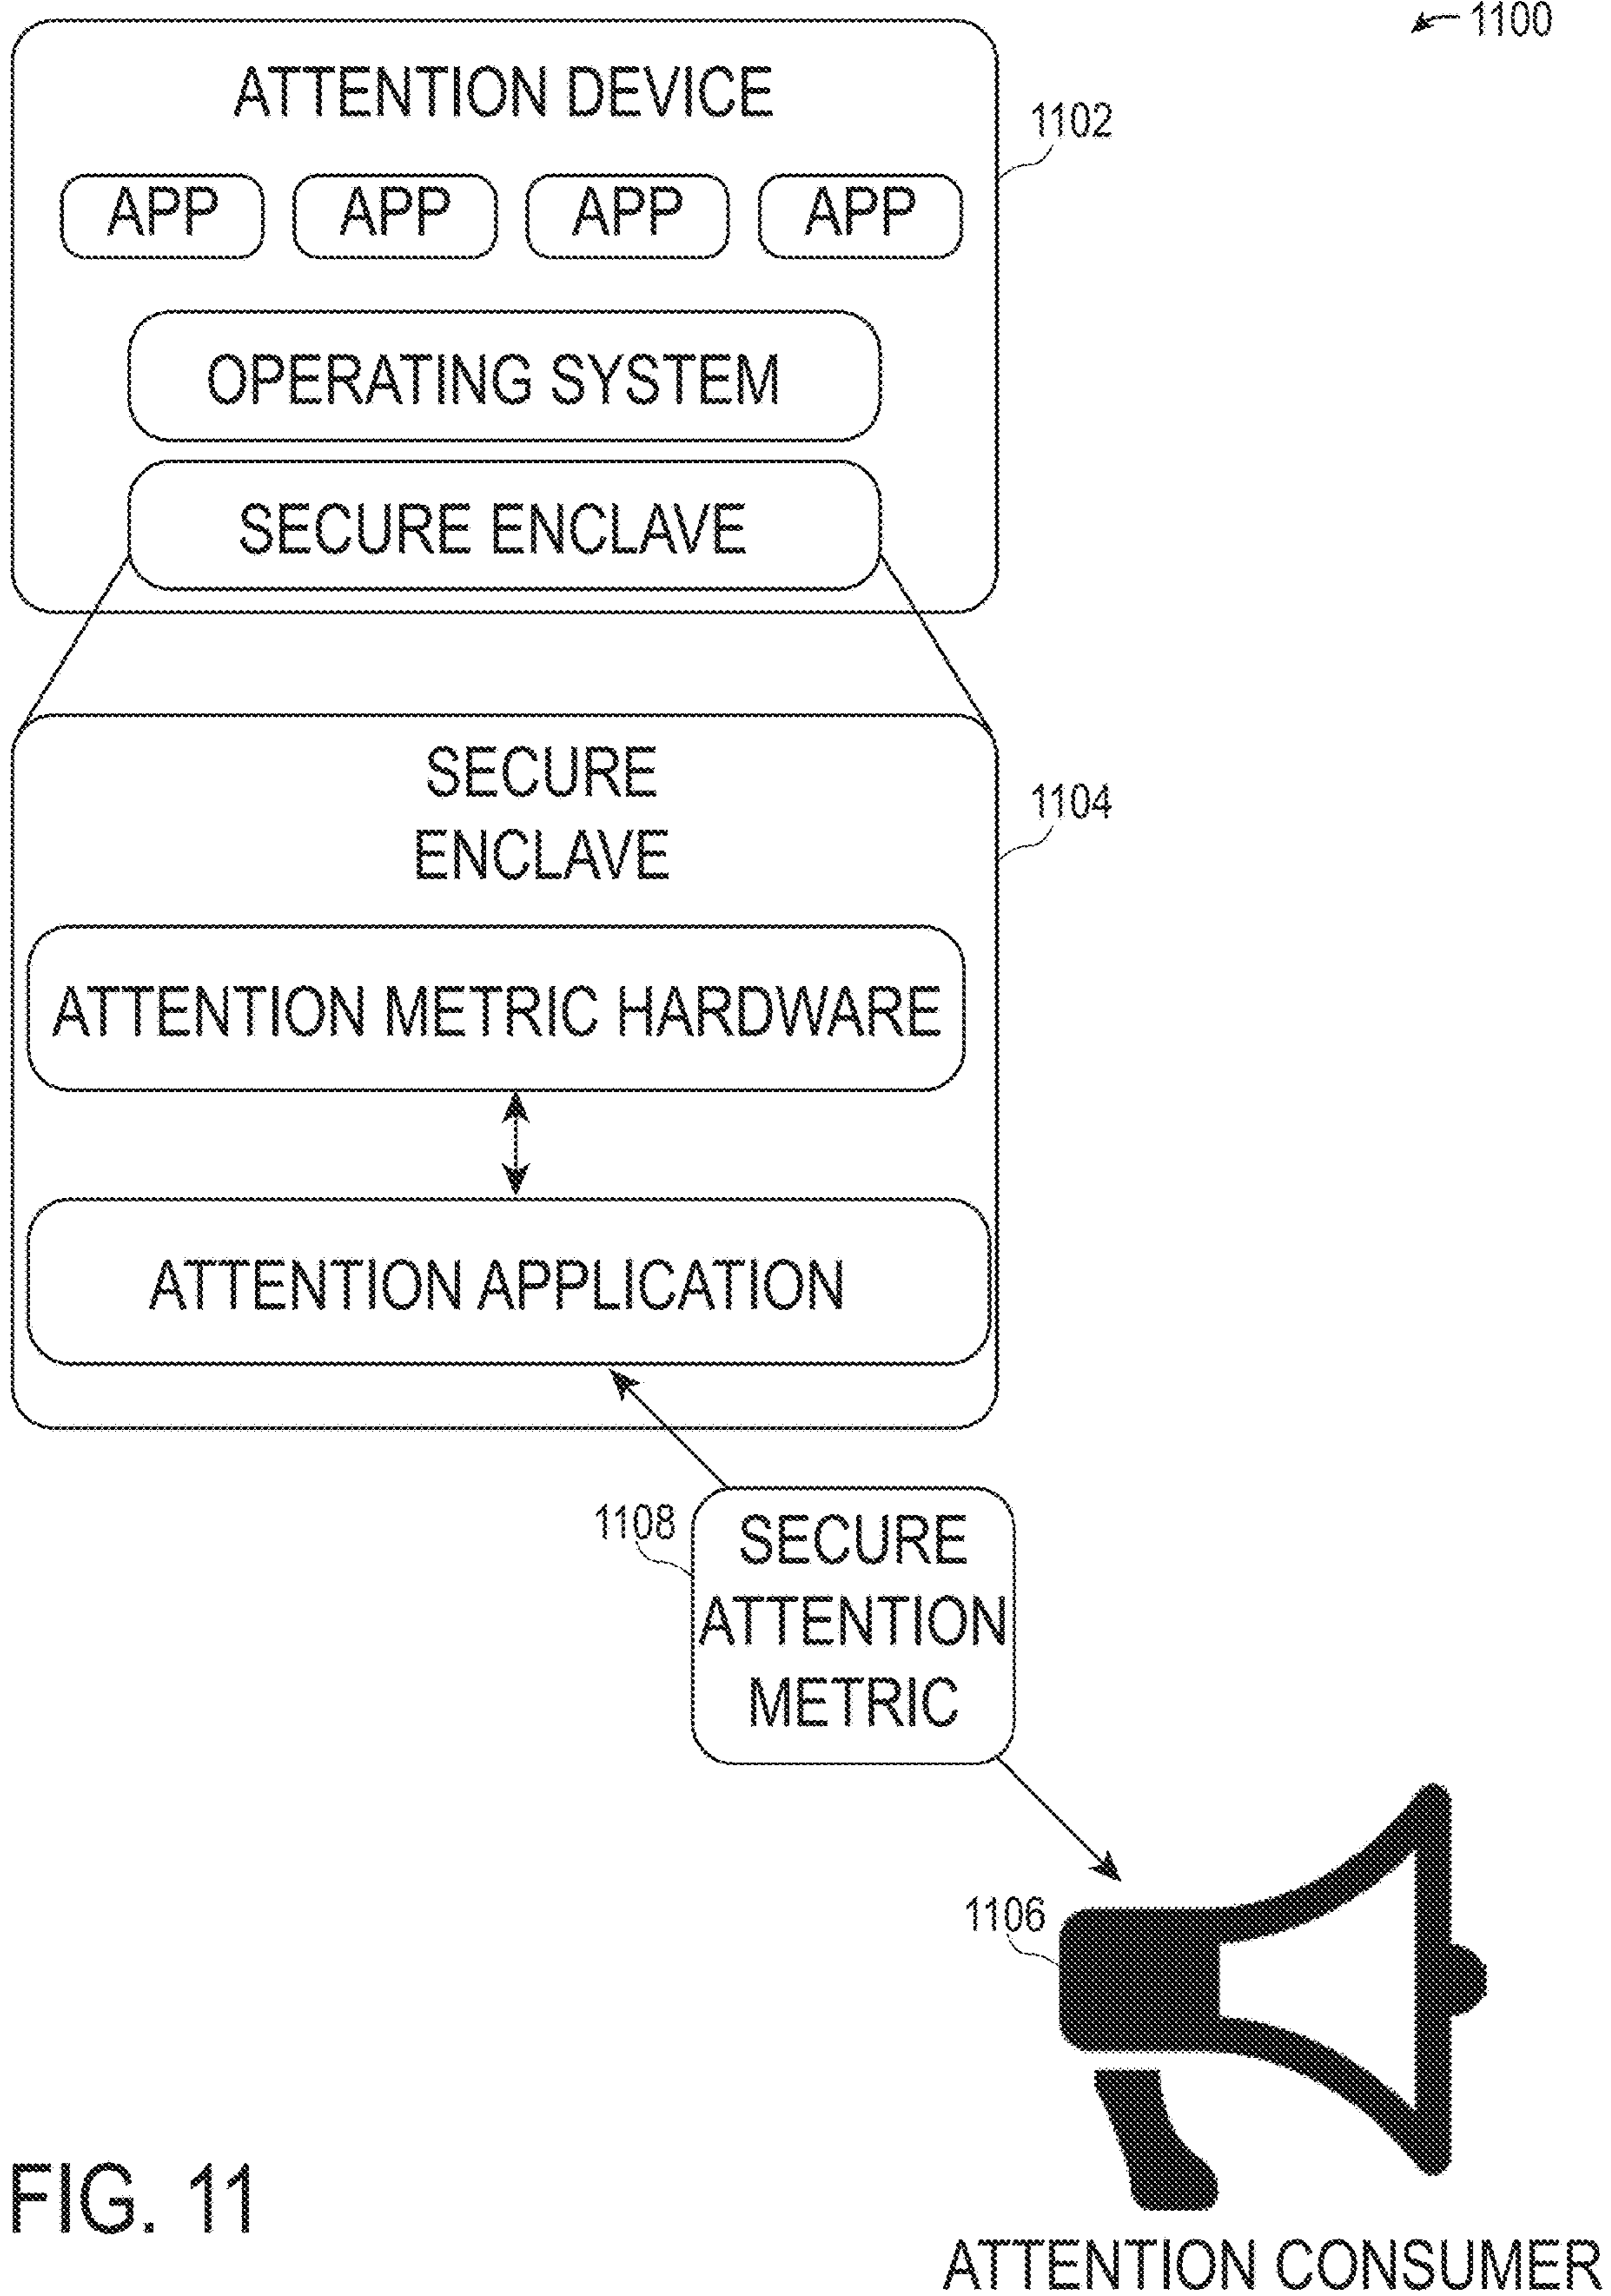 1100
ATTENTION DEVICE
1102
APP APP APP APP
OPERATING SYSTEM
SECURE ENCLAVE
SECURE
ENCLAVE
1104
ATTENTION METRIC HARDWARE
ATTENTION APPLICATION
1108
SECURE
ATTENTION
METRIC
1106
FIG. 11
ATTENTION CONSUMER